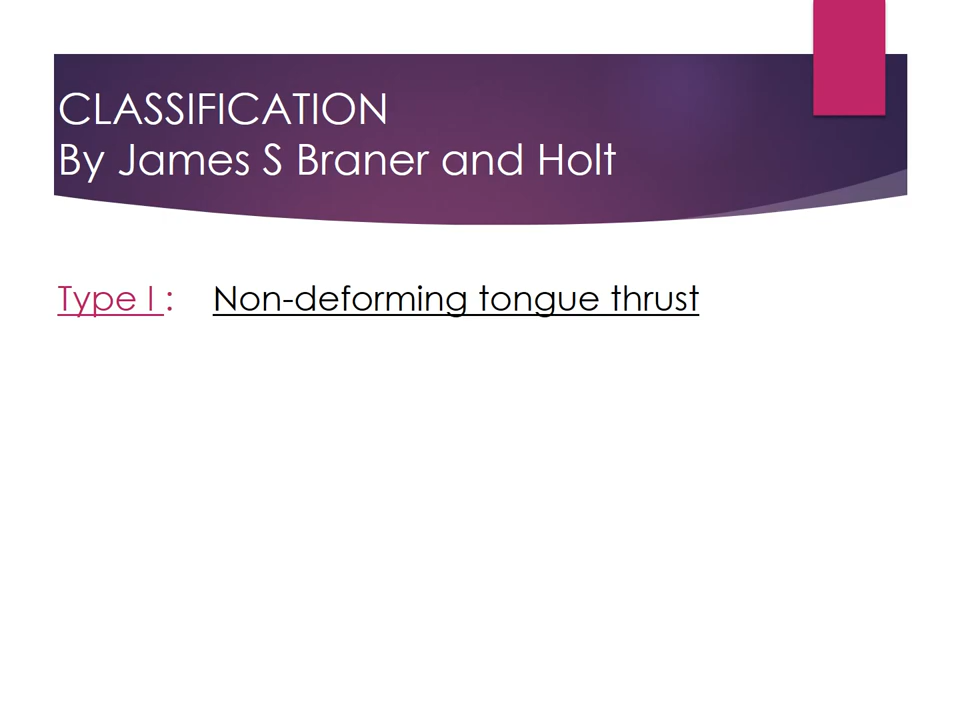 CLASSIFICATION
By James S Braner and Holt
Type I : Non-deforming tongue thrust